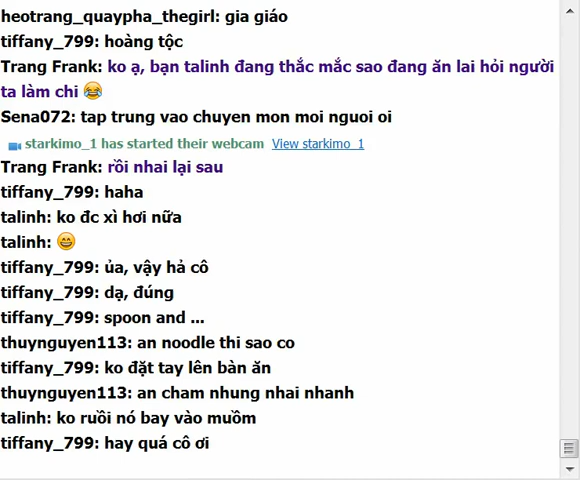 heotrang_quaypha_thegirl: gia giáo
tiffany_799: hoàng tộc
Trang Frank: ko ạ, bạn talinh đang thắc mắc sao đang ăn lai hỏi người
ta làm chi 😂
Sena072: tap trung vao chuyen mon moi nguoi oi
starkimo_1 has started their webcam View starkimo_1
Trang Frank: rồi nhai lại sau
tiffany_799: haha
talinh: ko đc xì hơi nữa
talinh: 😄
tiffany_799: ủa, vậy hả cô
tiffany_799: dạ, đúng
tiffany_799: spoon and ...
thuynguyen113: an noodle thi sao co
tiffany_799: ko đặt tay lên bàn ăn
thuynguyen113: an cham nhung nhai nhanh
talinh: ko ruồi nó bay vào muồm
tiffany_799: hay quá cô ơi